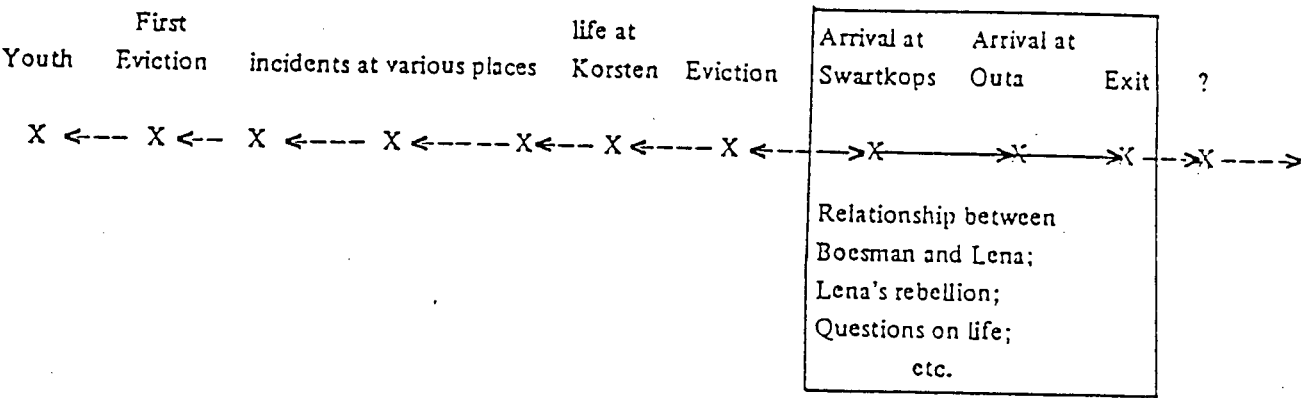 First
Youth Eviction incidents at various places
life at
Korsten Eviction
Arrival at Arrival at
Swartkops Outa Exit ?
X <--- X <-- X <---- X <-----X<--- X <---- X <---->X------>X------>X --->X ---->
Relationship between
Boesman and Lena;
Lena's rebellion;
Questions on life;
etc.